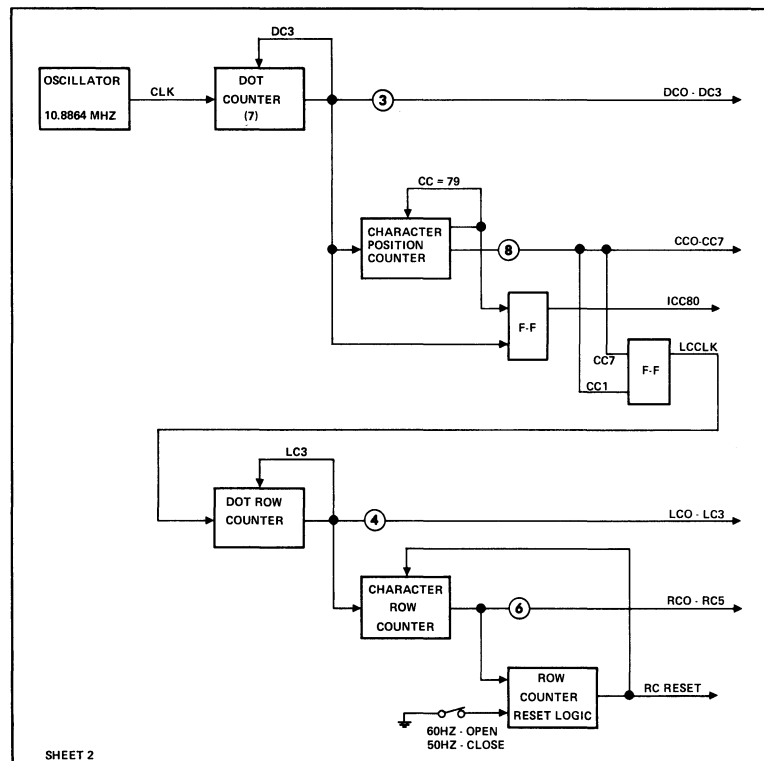 DC3
OSCILLATOR
10.8864 MHZ
CLK
DOT
COUNTER
(7)
3
DCO - DC3
CC = 79
CHARACTER
POSITION
COUNTER
8
CCO-CC7
F-F
ICC80
CC7
CC1
F-F
LCCLK
LC3
DOT ROW
COUNTER
4
LCO - LC3
CHARACTER
ROW
COUNTER
6
RCO - RC5
ROW
COUNTER
RESET LOGIC
RC RESET
60HZ - OPEN
50HZ - CLOSE
SHEET 2